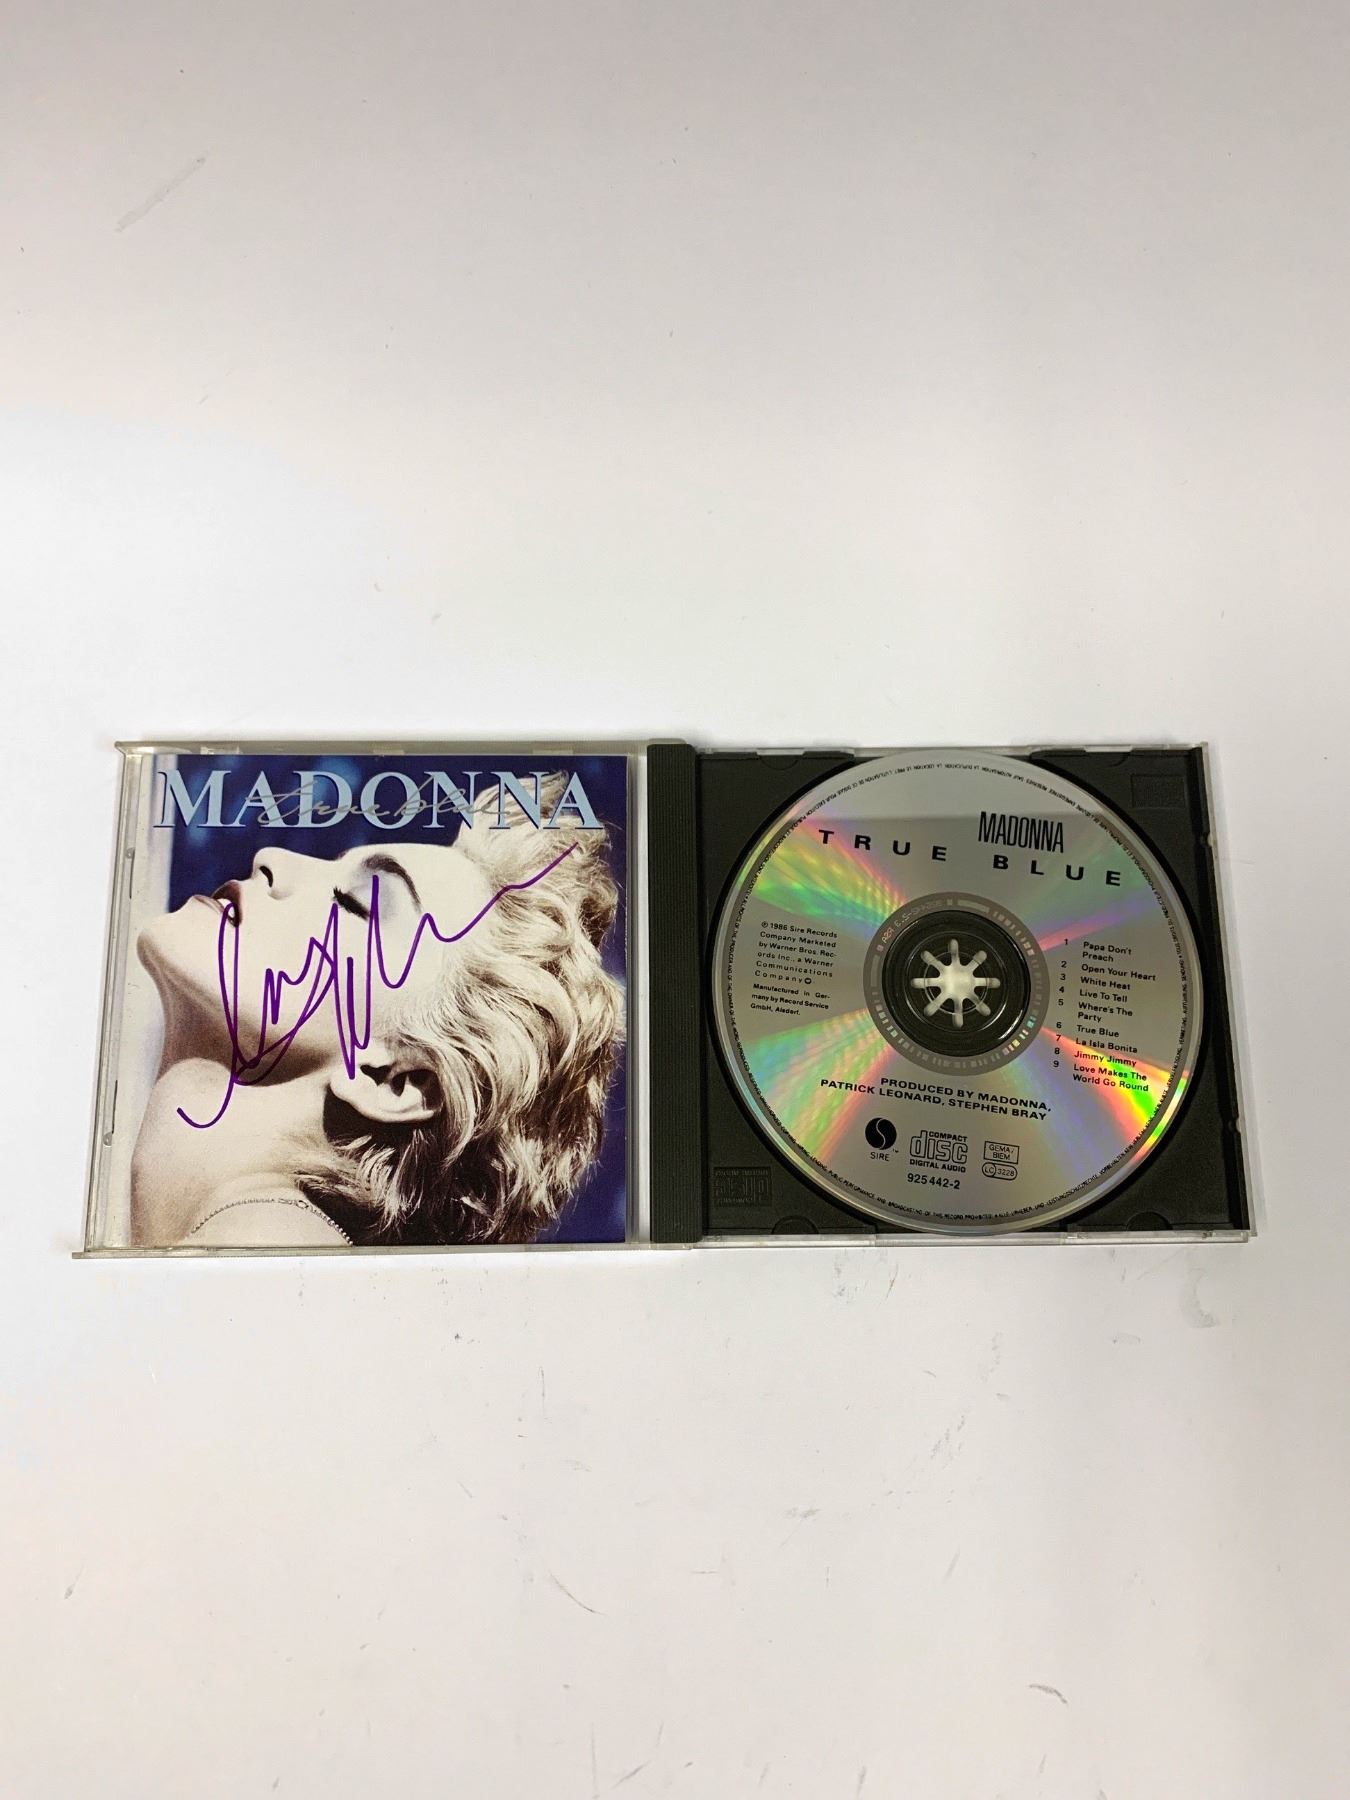 MADONNA
true blue
MADONNA
TRUE BLUE
℗ 1986 Sire Records
Company Marketed
by Warner Bros. Rec-
ords Inc., a Warner
Communications
Company
Manufactured in Ger-
many by Record Service
GmbH, Alsdorf.
1 Papa Don't
Preach
2 Open Your Heart
3 White Heat
4 Live To Tell
5 Where's The
Party
6 True Blue
7 La Isla Bonita
8 Jimmy Jimmy
9 Love Makes The
World Go Round
PRODUCED BY MADONNA,
PATRICK LEONARD, STEPHEN BRAY
SIRE ™
COMPACT
disc
DIGITAL AUDIO
GEMA/
BIEM
LC 3228
925 442-2